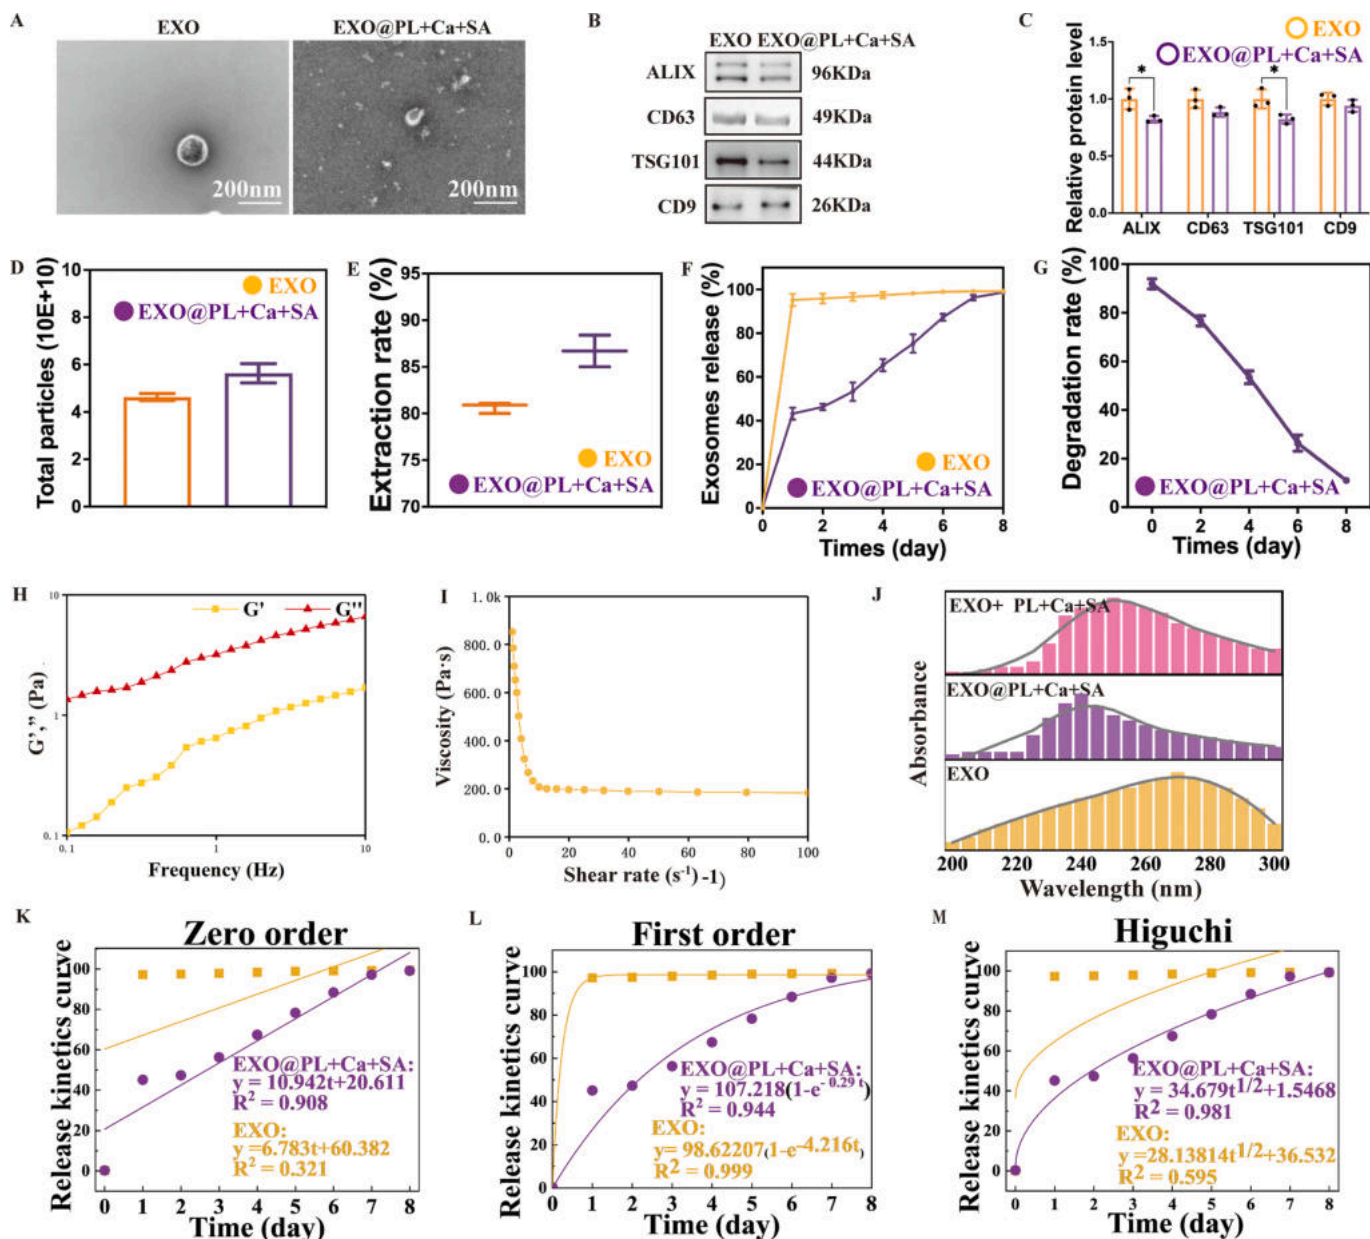 A
EXO
EXO@PL+Ca+SA
200nm
200nm
B
EXO EXO@PL+Ca+SA
ALIX
96KDa
CD63
49KDa
TSG101
44KDa
CD9
26KDa
C
EXO
EXO@PL+Ca+SA
Relative protein level
1.5
1.0
0.5
0.0
*
*
ALIX CD63 TSG101 CD9
D
Total particles (10E+10)
10
8
6
4
2
0
EXO
EXO@PL+Ca+SA
E
Extraction rate (%)
95
90
85
80
75
70
EXO
EXO@PL+Ca+SA
F
Exosomes release (%)
100
80
60
40
20
0
EXO
EXO@PL+Ca+SA
0 2 4 6 8
Times (day)
G
Degradation rate (%)
100
80
60
40
20
0
EXO@PL+Ca+SA
0 2 4 6 8
Times (day)
H
G' G''
G','' (Pa)
10
1
0.1
0.1 1 10
Frequency (Hz)
I
Viscosity (Pa·s)
1.0k
800.0
600.0
400.0
200.0
0.0
0 20 40 60 80 100
Shear rate (s⁻¹) -1)
J
Absorbance
EXO+ PL+Ca+SA
EXO@PL+Ca+SA
EXO
200 220 240 260 280 300
Wavelength (nm)
K
Zero order
Release kinetics curve
100
80
60
40
20
0
EXO@PL+Ca+SA:
y = 10.942t+20.611
R² = 0.908
EXO:
y =6.783t+60.382
R² = 0.321
0 1 2 3 4 5 6 7 8
Time (day)
L
First order
Release kinetics curve
100
80
60
40
20
0
EXO@PL+Ca+SA:
y = 107.218(1-e^-0.29 t)
R² = 0.944
EXO:
y= 98.62207(1-e^-4.216t)
R² = 0.999
0 1 2 3 4 5 6 7 8
Time (day)
M
Higuchi
Release kinetics curve
100
80
60
40
20
0
EXO@PL+Ca+SA:
y = 34.679t^1/2+1.5468
R² = 0.981
EXO:
y =28.13814t^1/2+36.532
R² = 0.595
0 1 2 3 4 5 6 7 8
Time (day)